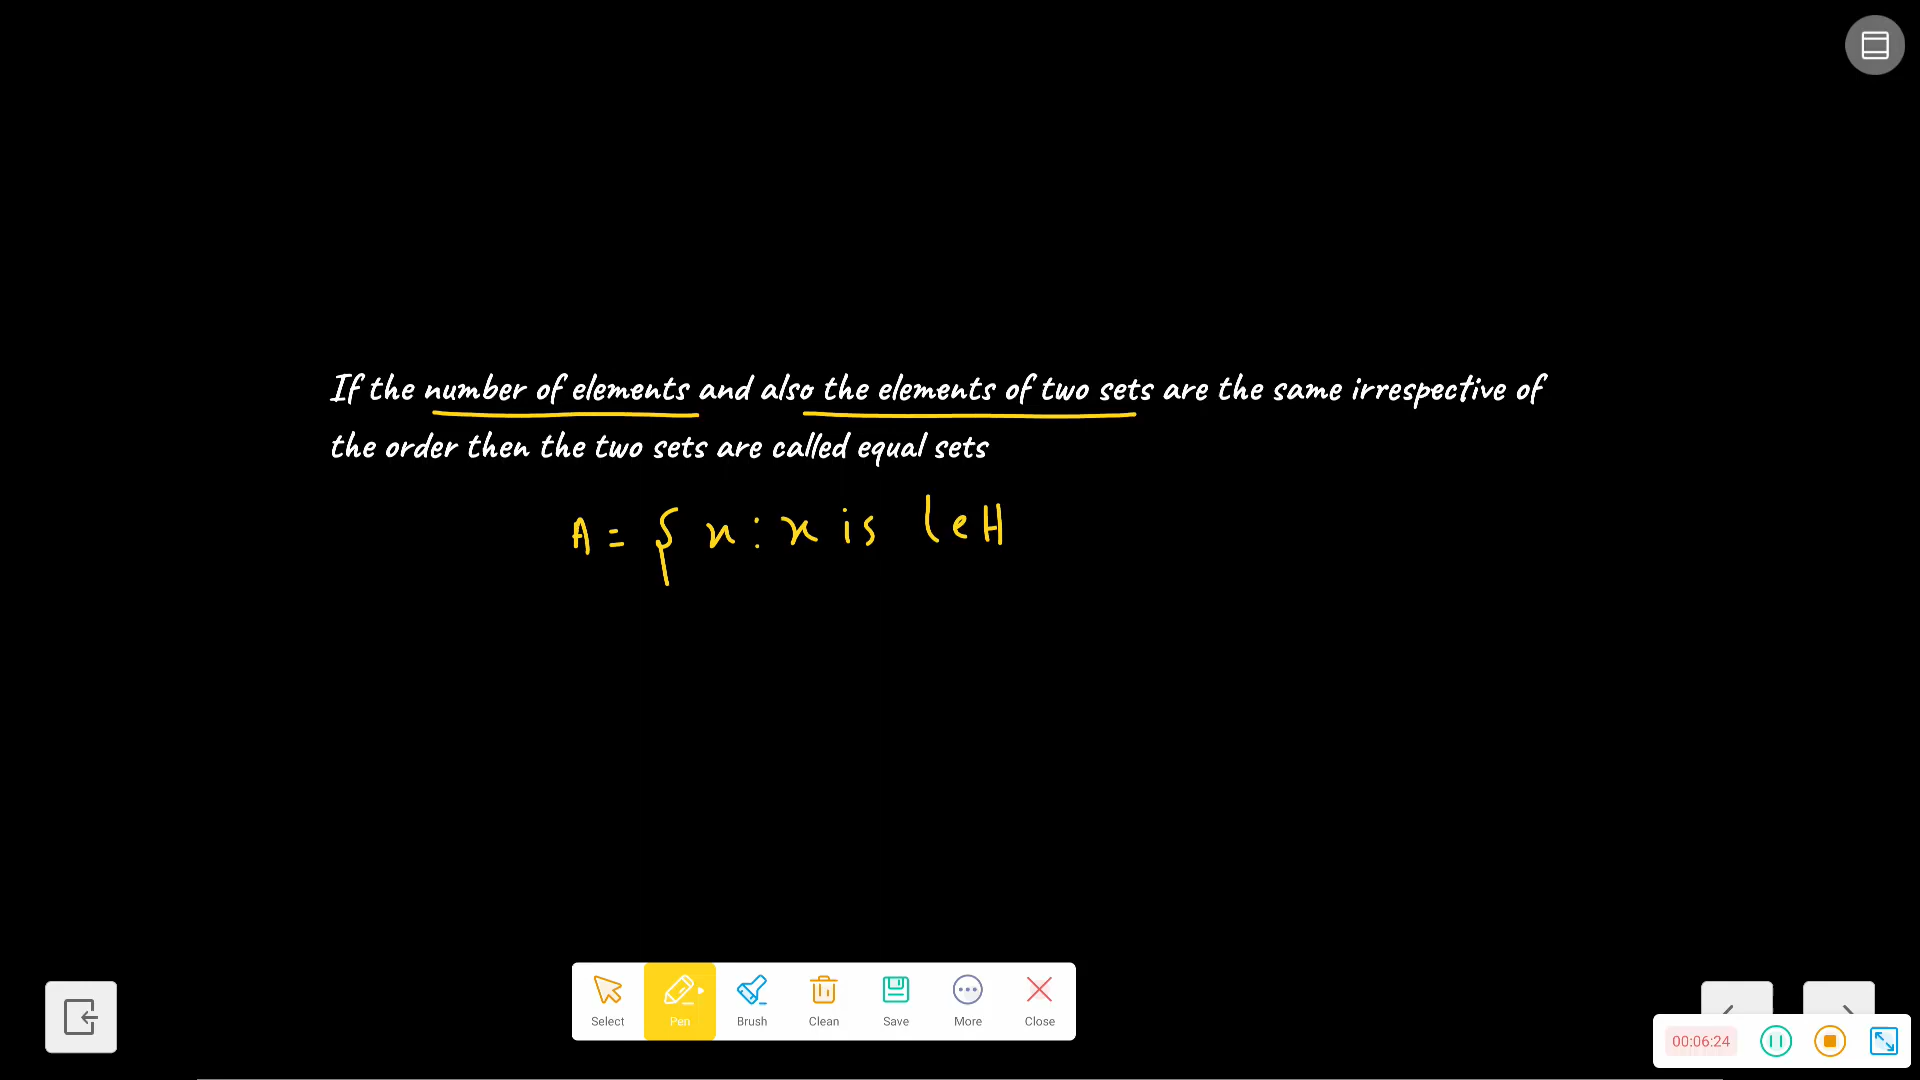 If the number of elements and also the elements of two sets are the same irrespective of
the order then the two sets are called equal sets
A = { x : x is lett
Select Pen Brush Clean Save More Close
00:06:24